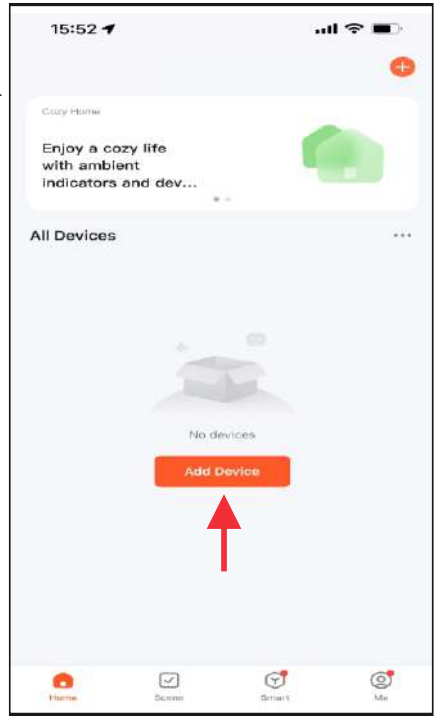 15:52
Cozy Home
Enjoy a cozy life
with ambient
indicators and dev...
All Devices
No devices
Add Device
Home
Scene
Smart
Me